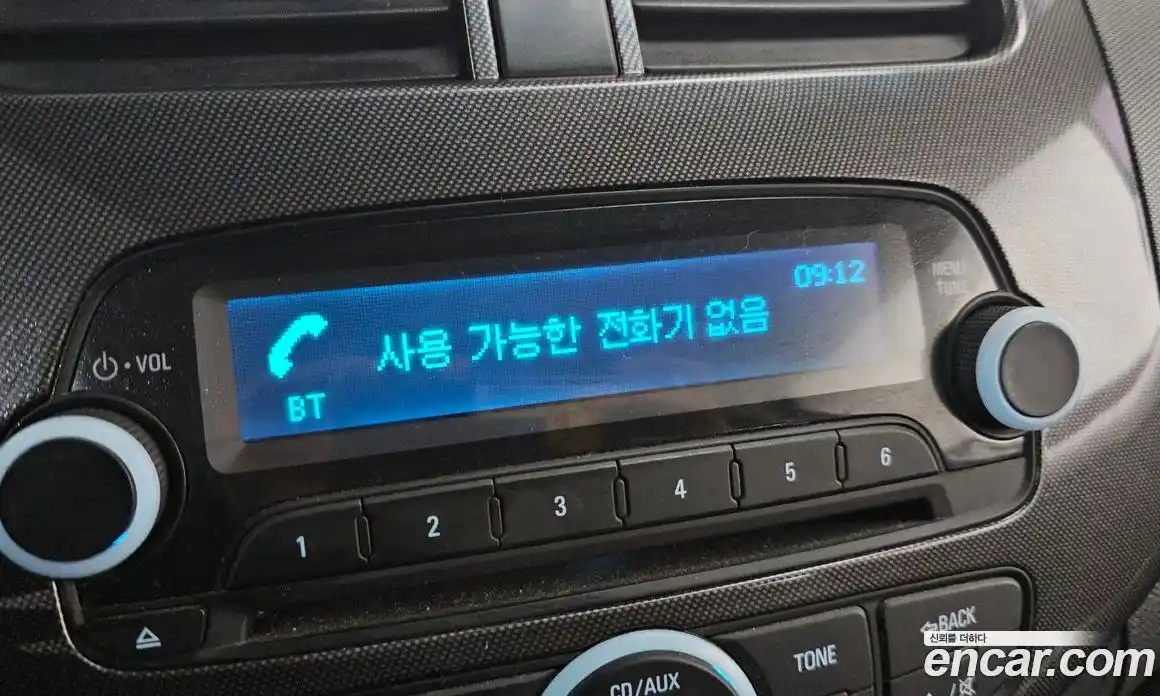 09:12
사용 가능한 전화기 없음
BT
VOL
MENU
TONE
1 2 3 4 5 6
BACK
TONE
CD/AUX
신뢰를 더하다
encar.com